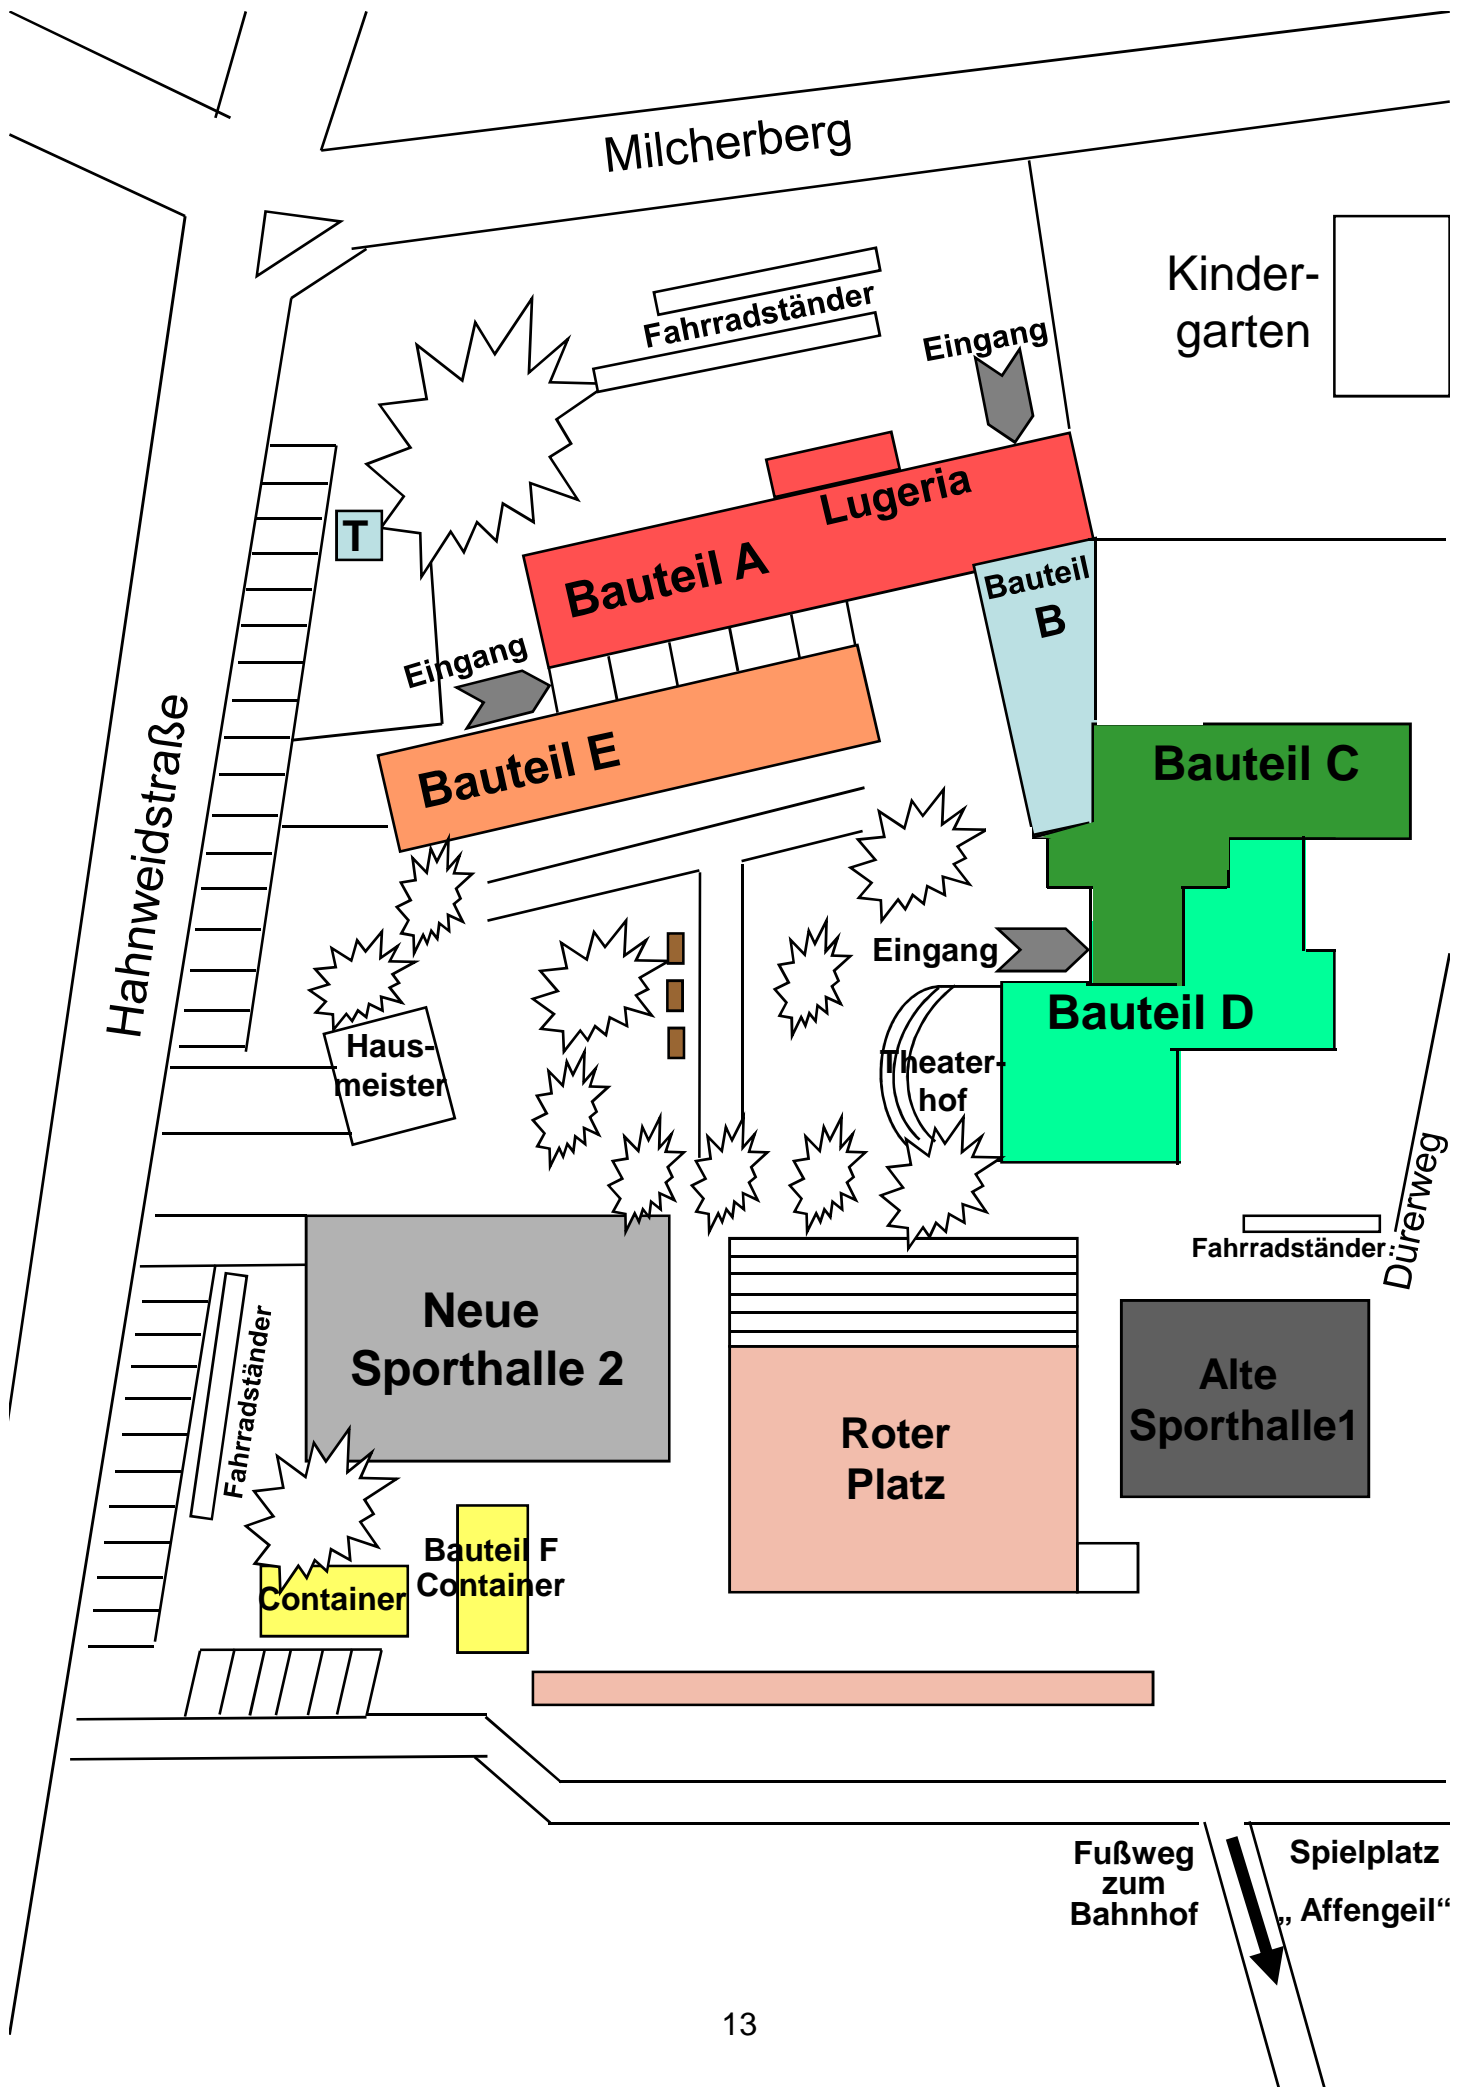 Milcherberg
Kinder-
garten
Fahrradständer
Eingang
Lugeria
T
Bauteil A
Bauteil
B
Eingang
Hahnweidstraße
Bauteil E
Bauteil C
Eingang
Bauteil D
Haus-
meister
Theater-
hof
Dürerweg
Fahrradständer
Neue
Sporthalle 2
Fahrradständer
Alte
Sporthalle1
Roter
Platz
Bauteil F
Container
Container
Fußweg
zum
Bahnhof
Spielplatz
„ Affengeil“
13